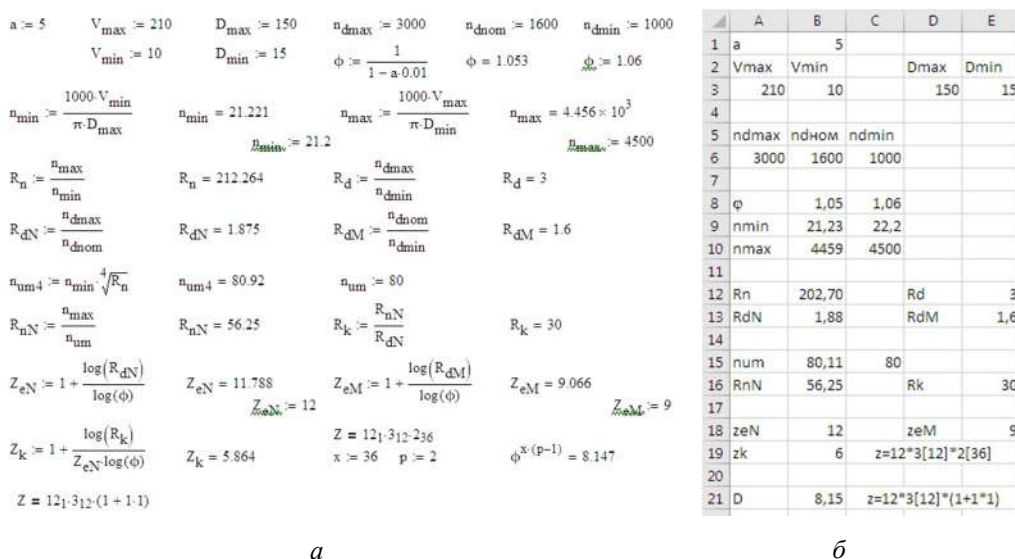 a := 5 V_max := 210 D_max := 150 n_dmax := 3000 n_dnom := 1600 n_dmin := 1000
V_min := 10 D_min := 15 ϕ := 1/(1 − a·0.01) ϕ = 1.053 ϕ := 1.06
n_min := 1000·V_min/(π·D_max) n_min = 21.221 n_max := 1000·V_max/(π·D_min) n_max = 4.456 × 10^3
n_min := 21.2 n_max := 4500
R_n := n_max/n_min R_n = 212.264 R_d := n_dmax/n_dmin R_d = 3
R_dN := n_dmax/n_dnom R_dN = 1.875 R_dM := n_dnom/n_dmin R_dM = 1.6
n_um4 := n_min·∜R_n n_um4 = 80.92 n_um := 80
R_nN := n_max/n_um R_nN = 56.25 R_k := R_nN/R_dN R_k = 30
Z_eN := 1 + log(R_dN)/log(ϕ) Z_eN = 11.788 Z_eM := 1 + log(R_dM)/log(ϕ) Z_eM = 9.066
Z_eN := 12 Z_eM := 9
Z_k := 1 + log(R_k)/(Z_eN·log(ϕ)) Z_k = 5.864 Z = 12_1·3_12·2_36
x := 36 p := 2 ϕ^(x·(p−1)) = 8.147
Z = 12_1·3_12·(1 + 1·1)
а
A B C D E
1 a 5
2 Vmax Vmin Dmax Dmin
3 210 10 150 15
4
5 ndmax ndном ndmin
6 3000 1600 1000
7
8 φ 1,05 1,06
9 nmin 21,23 22,2
10 nmax 4459 4500
11
12 Rn 202,70 Rd 3
13 RdN 1,88 RdM 1,6
14
15 num 80,11 80
16 RnN 56,25 Rk 30
17
18 zeN 12 zeM 9
19 zk 6 z=12*3[12]*2[36]
20
21 D 8,15 z=12*3[12]*(1+1*1)
б